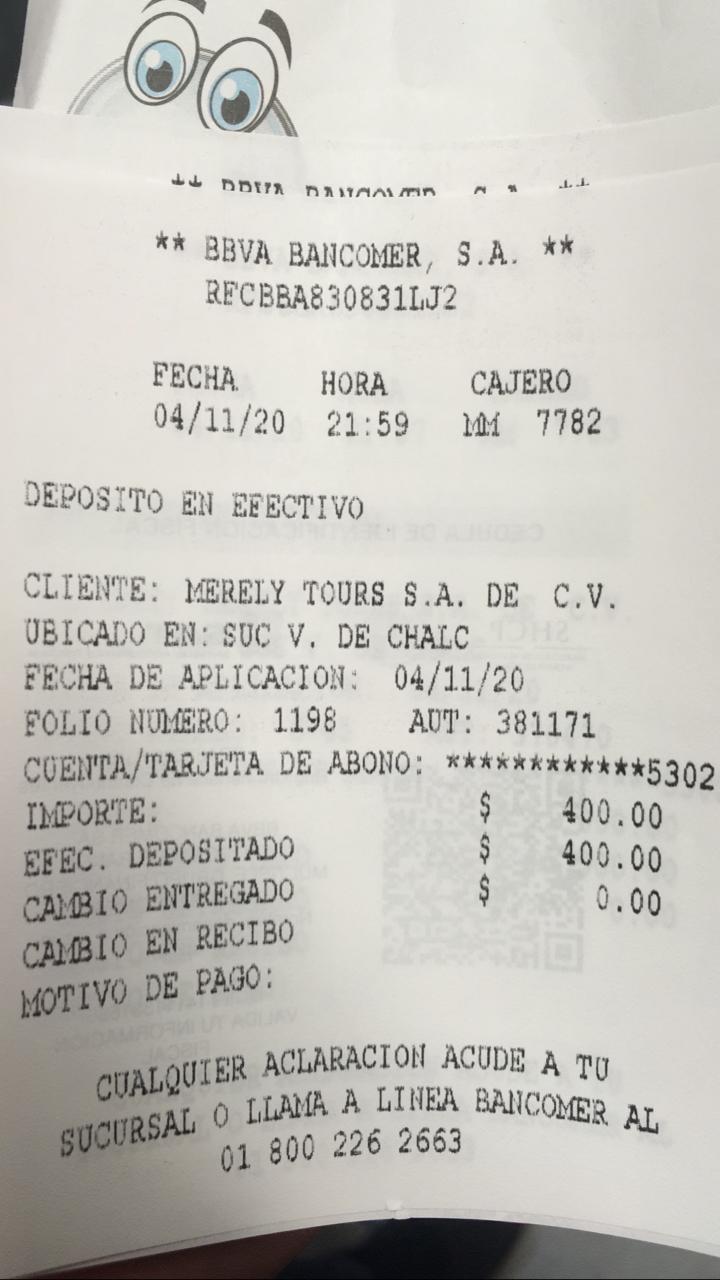 ** BBVA BANCOMER, S.A. **
** BBVA BANCOMER, S.A. **
RFCBBA830831LJ2
FECHA HORA CAJERO
04/11/20 21:59 MM 7782
DEPOSITO EN EFECTIVO
CLIENTE: MERELY TOURS S.A. DE C.V.
UBICADO EN: SUC V. DE CHALC
FECHA DE APLICACION: 04/11/20
FOLIO NUMERO: 1198 AUT: 381171
CUENTA/TARJETA DE ABONO: ************5302
IMPORTE: $ 400.00
EFEC. DEPOSITADO $ 400.00
CAMBIO ENTREGADO $ 0.00
CAMBIO EN RECIBO
MOTIVO DE PAGO:
CUALQUIER ACLARACION ACUDE A TU
SUCURSAL O LLAMA A LINEA BANCOMER AL
01 800 226 2663